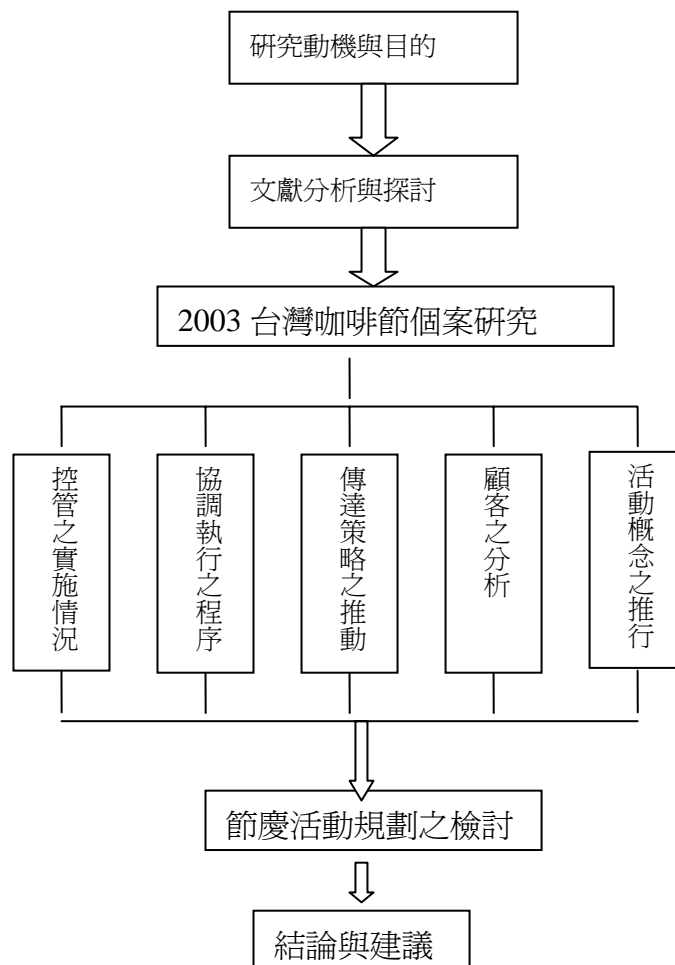 研究動機與目的
文獻分析與探討
2003 台灣咖啡節個案研究
控管之實施情況
協調執行之程序
傳達策略之推動
顧客之分析
活動概念之推行
節慶活動規劃之檢討
結論與建議